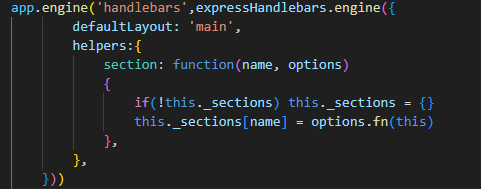 app.engine('handlebars',expressHandlebars.engine({
defaultLayout: 'main',
helpers:{
section: function(name, options)
{
if(!this._sections) this._sections = {}
this._sections[name] = options.fn(this)
},
},
}))